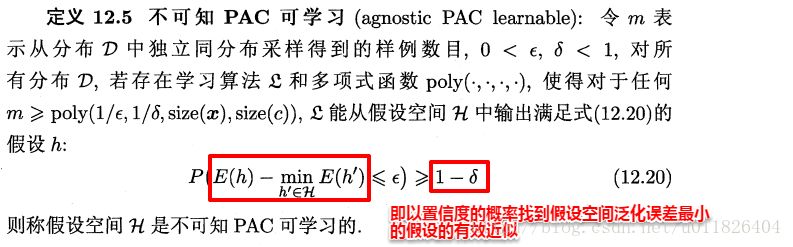 定义 12.5 不可知 PAC 可学习 (agnostic PAC learnable): 令 m 表
示从分布 𝒟 中独立同分布采样得到的样例数目, 0 < ϵ, δ < 1, 对所
有分布 𝒟, 若存在学习算法 𝔏 和多项式函数 poly(·,·,·,·), 使得对于任何
m ⩾ poly(1/ϵ, 1/δ, size(x), size(c)), 𝔏 能从假设空间 ℋ 中输出满足式(12.20)的
假设 h:
P(E(h) − min_{h′∈ℋ} E(h′) ⩽ ϵ) ⩾ 1 − δ (12.20)
则称假设空间 ℋ 是不可知 PAC 可学习的.
即以置信度的概率找到假设空间泛化误差最小
的假设的有效近似
http://blog.csdn.net/u011826404